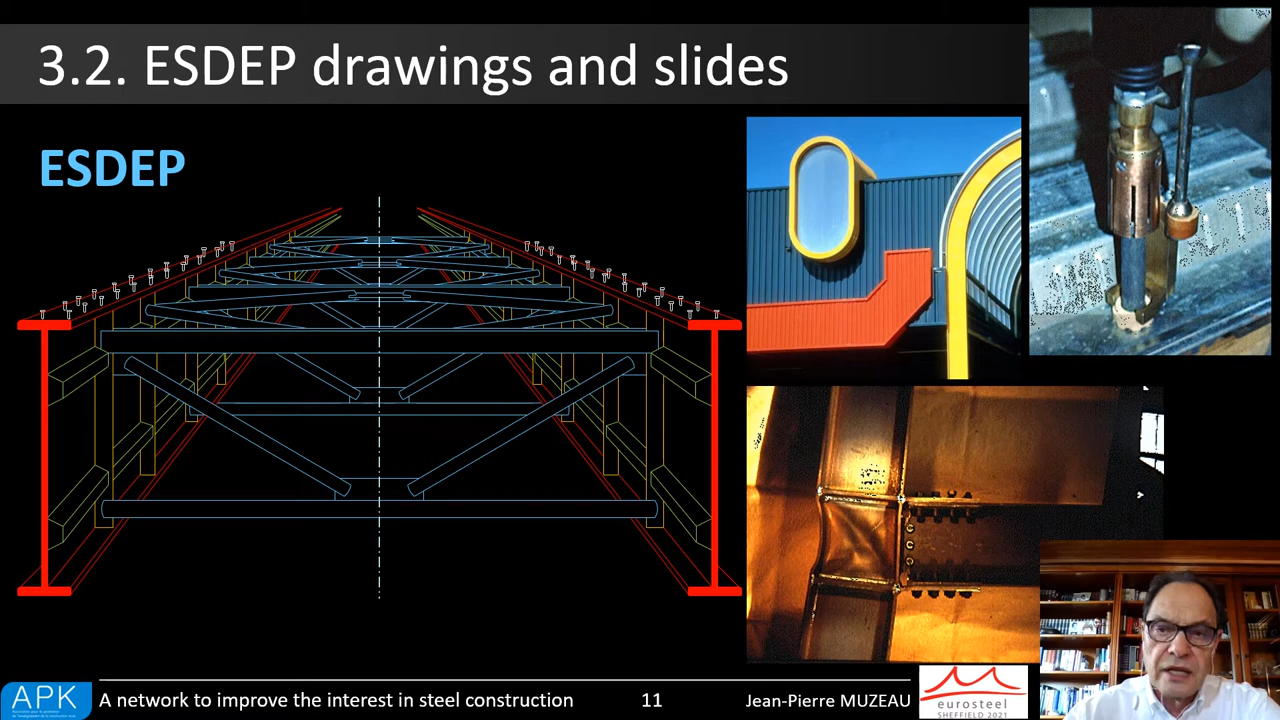 3.2. ESDEP drawings and slides
ESDEP
APK
A network to improve the interest in steel construction
11
Jean-Pierre MUZEAU
eurosteel
SHEFFIELD 2021